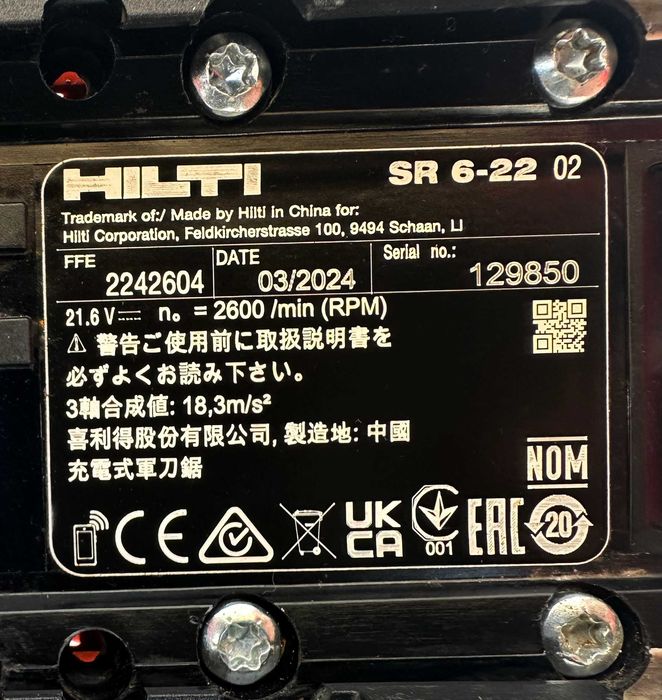 HILTI SR 6-22 02
Trademark of:/ Made by Hilti in China for:
Hilti Corporation, Feldkircherstrasse 100, 9494 Schaan, LI
FFE DATE Serial no.:
2242604 03/2024 129850
21.6 V⎓ n₀ = 2600 /min (RPM)
⚠ 警告ご使用前に取扱説明書を
必ずよくお読み下さい。
3軸合成値: 18,3m/s²
喜利得股份有限公司, 製造地: 中國
充電式軍刀鋸
NOM
CE UK CA 001 EAC 20